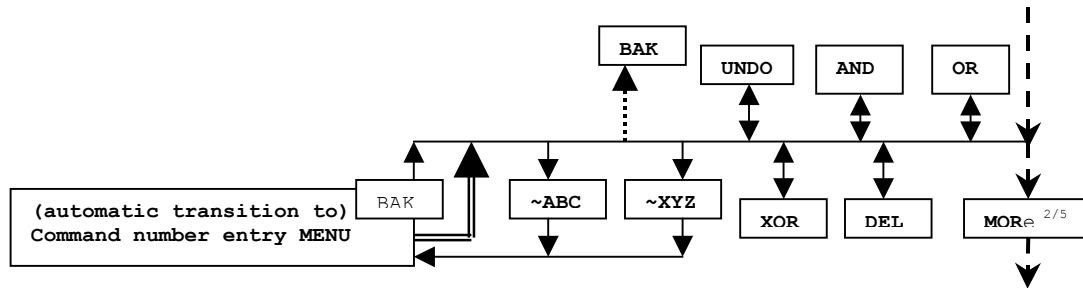 BAK
UNDO
AND
OR
BAK
~ABC
~XYZ
XOR
DEL
MORe 2/5
(automatic transition to)
Command number entry MENU